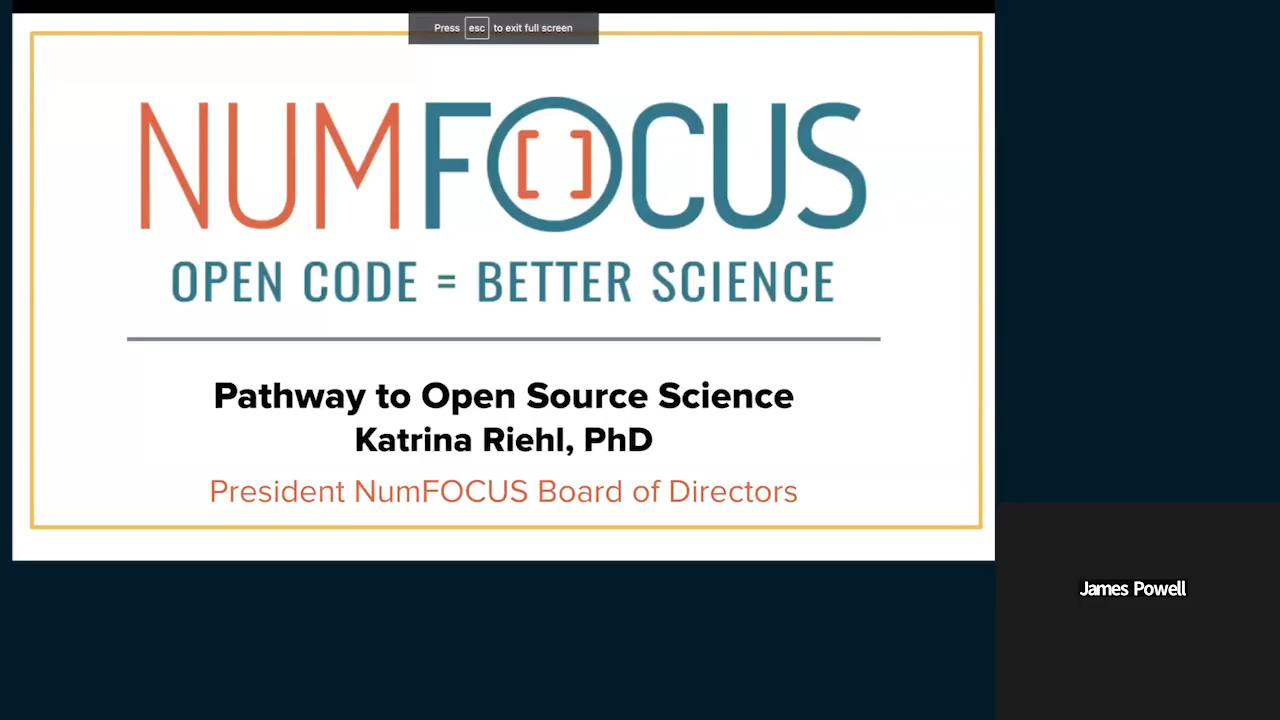 Press esc to exit full screen
NUMFOCUS
OPEN CODE = BETTER SCIENCE
Pathway to Open Source Science
Katrina Riehl, PhD
President NumFOCUS Board of Directors
James Powell